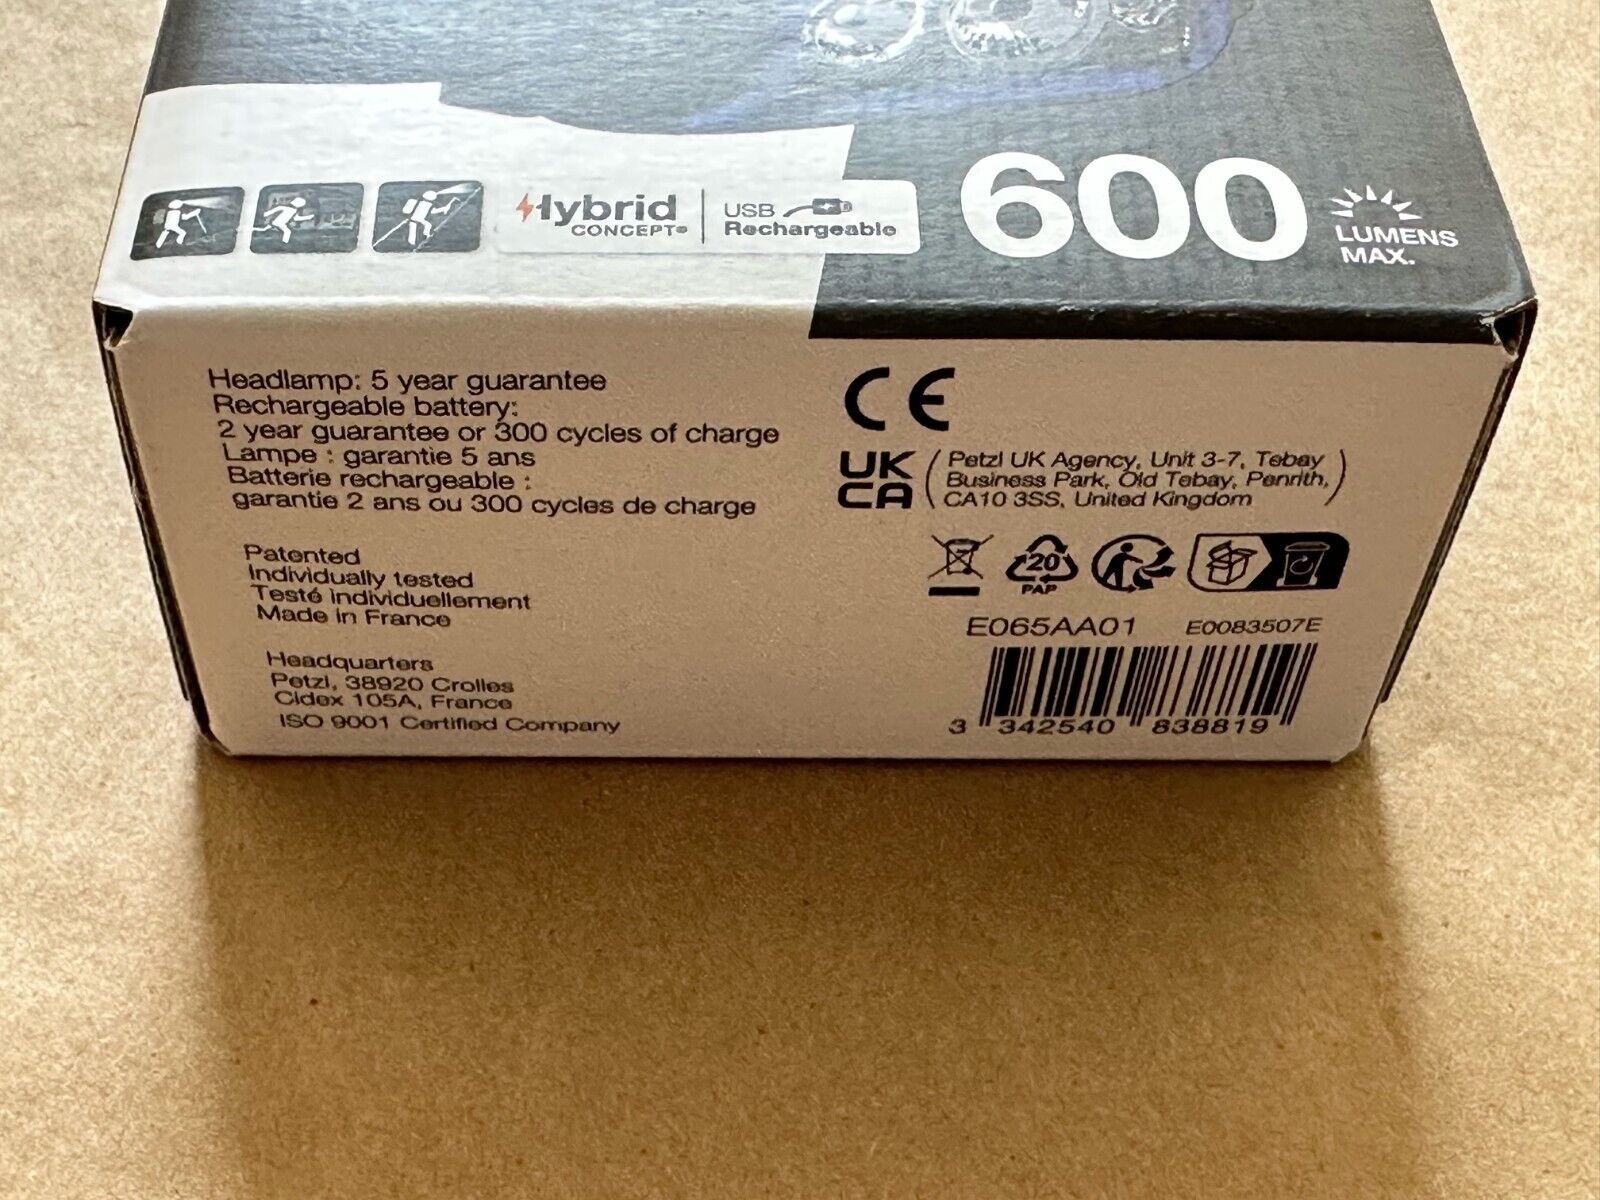 Hybrid
CONCEPT®
USB
Rechargeable
600
LUMENS
MAX.
Headlamp: 5 year guarantee
Rechargeable battery:
2 year guarantee or 300 cycles of charge
Lampe : garantie 5 ans
Batterie rechargeable :
garantie 2 ans ou 300 cycles de charge
Patented
Individually tested
Testé individuellement
Made in France
Headquarters
Petzl, 38920 Crolles
Cidex 105A, France
ISO 9001 Certified Company
CE
UK
CA
(Petzl UK Agency, Unit 3-7, Tebay
Business Park, Old Tebay, Penrith,
CA10 3SS, United Kingdom)
20
PAP
E065AA01 E0083507E
3 342540 838819